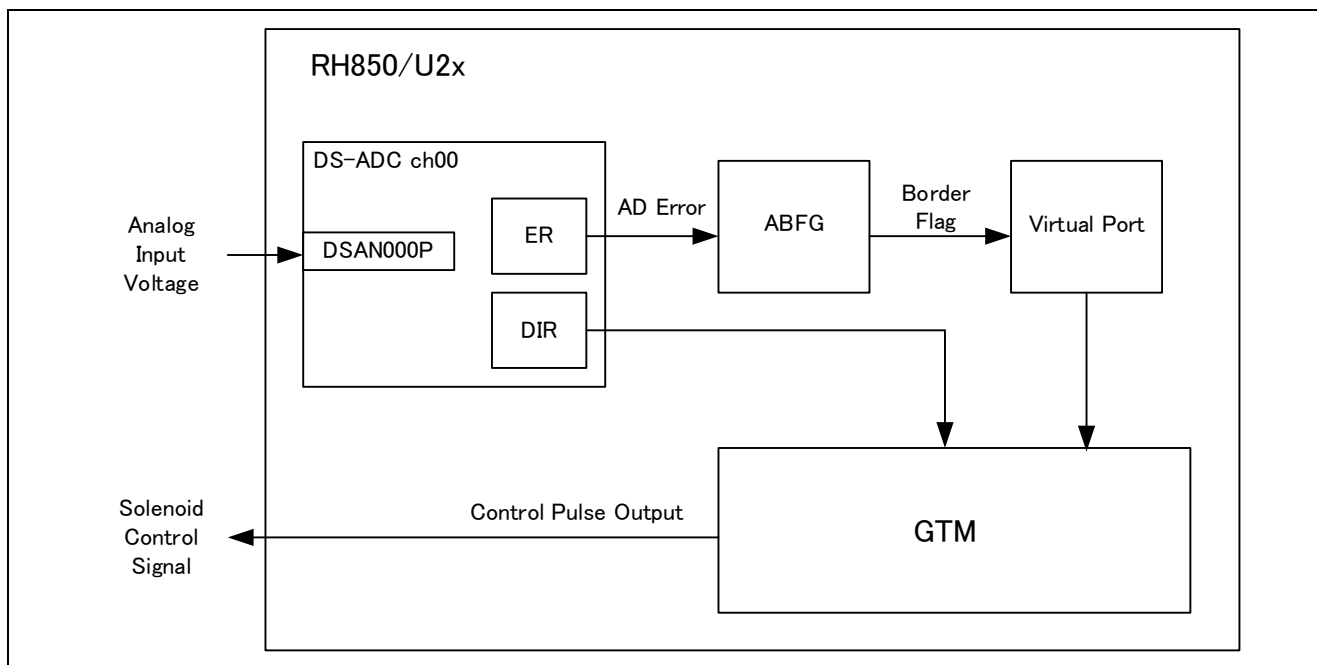 RH850/U2x
DS-ADC ch00
Analog
Input
Voltage
DSAN000P
ER
DIR
AD Error
ABFG
Border
Flag
Virtual Port
Solenoid
Control
Signal
Control Pulse Output
GTM